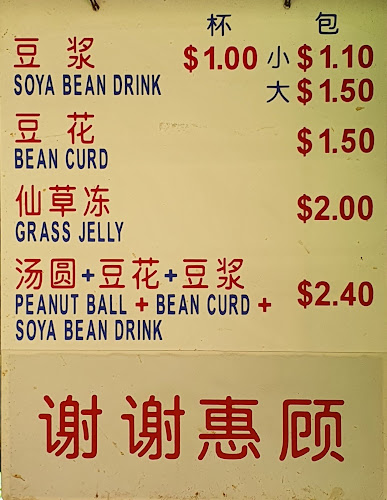 杯 包
豆 浆 $1.00 小 $1.10
SOYA BEAN DRINK 大 $1.50
豆 花 $1.50
BEAN CURD
仙草冻 $2.00
GRASS JELLY
汤圆+豆花+豆浆 $2.40
PEANUT BALL + BEAN CURD +
SOYA BEAN DRINK
谢谢惠顾